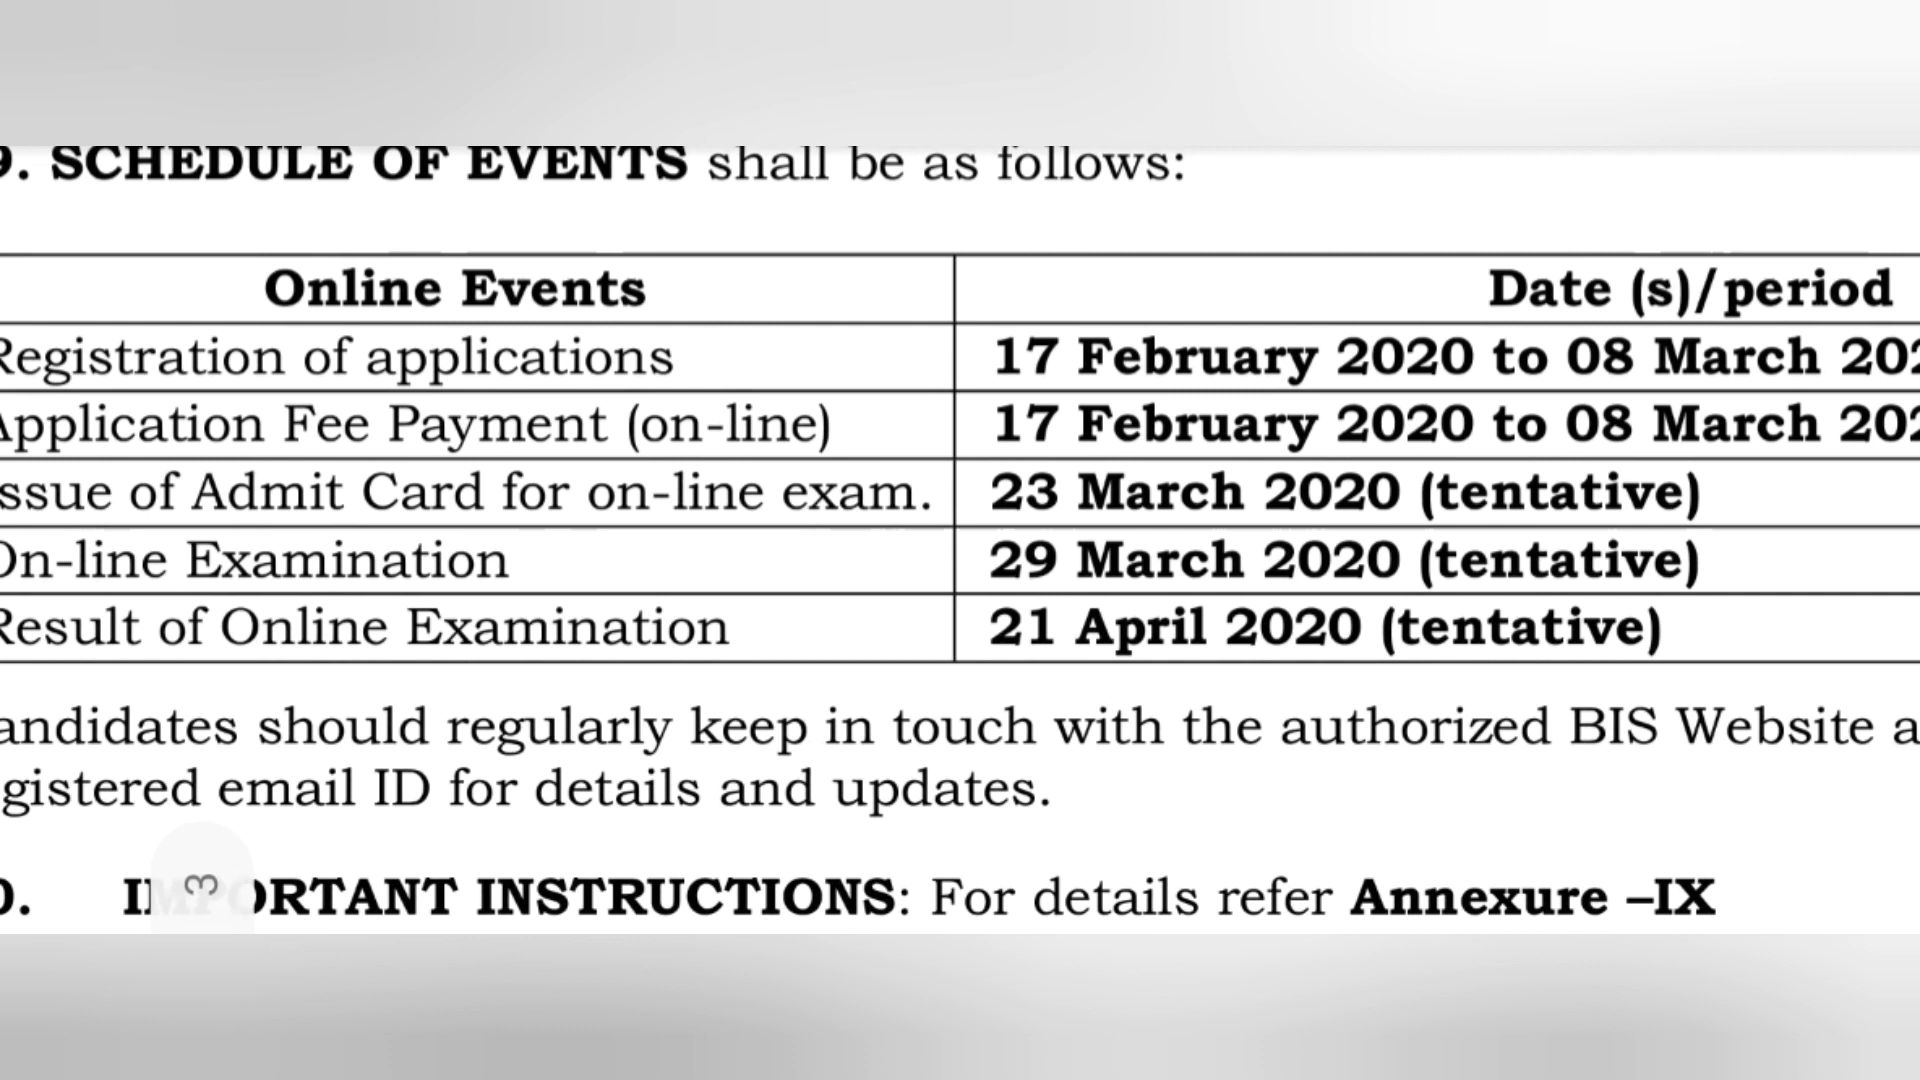 9. SCHEDULE OF EVENTS shall be as follows:
Online Events Date (s)/period
Registration of applications 17 February 2020 to 08 March 202
Application Fee Payment (on-line) 17 February 2020 to 08 March 202
ssue of Admit Card for on-line exam. 23 March 2020 (tentative)
On-line Examination 29 March 2020 (tentative)
Result of Online Examination 21 April 2020 (tentative)
andidates should regularly keep in touch with the authorized BIS Website a
gistered email ID for details and updates.
0. IMPORTANT INSTRUCTIONS: For details refer Annexure –IX
3